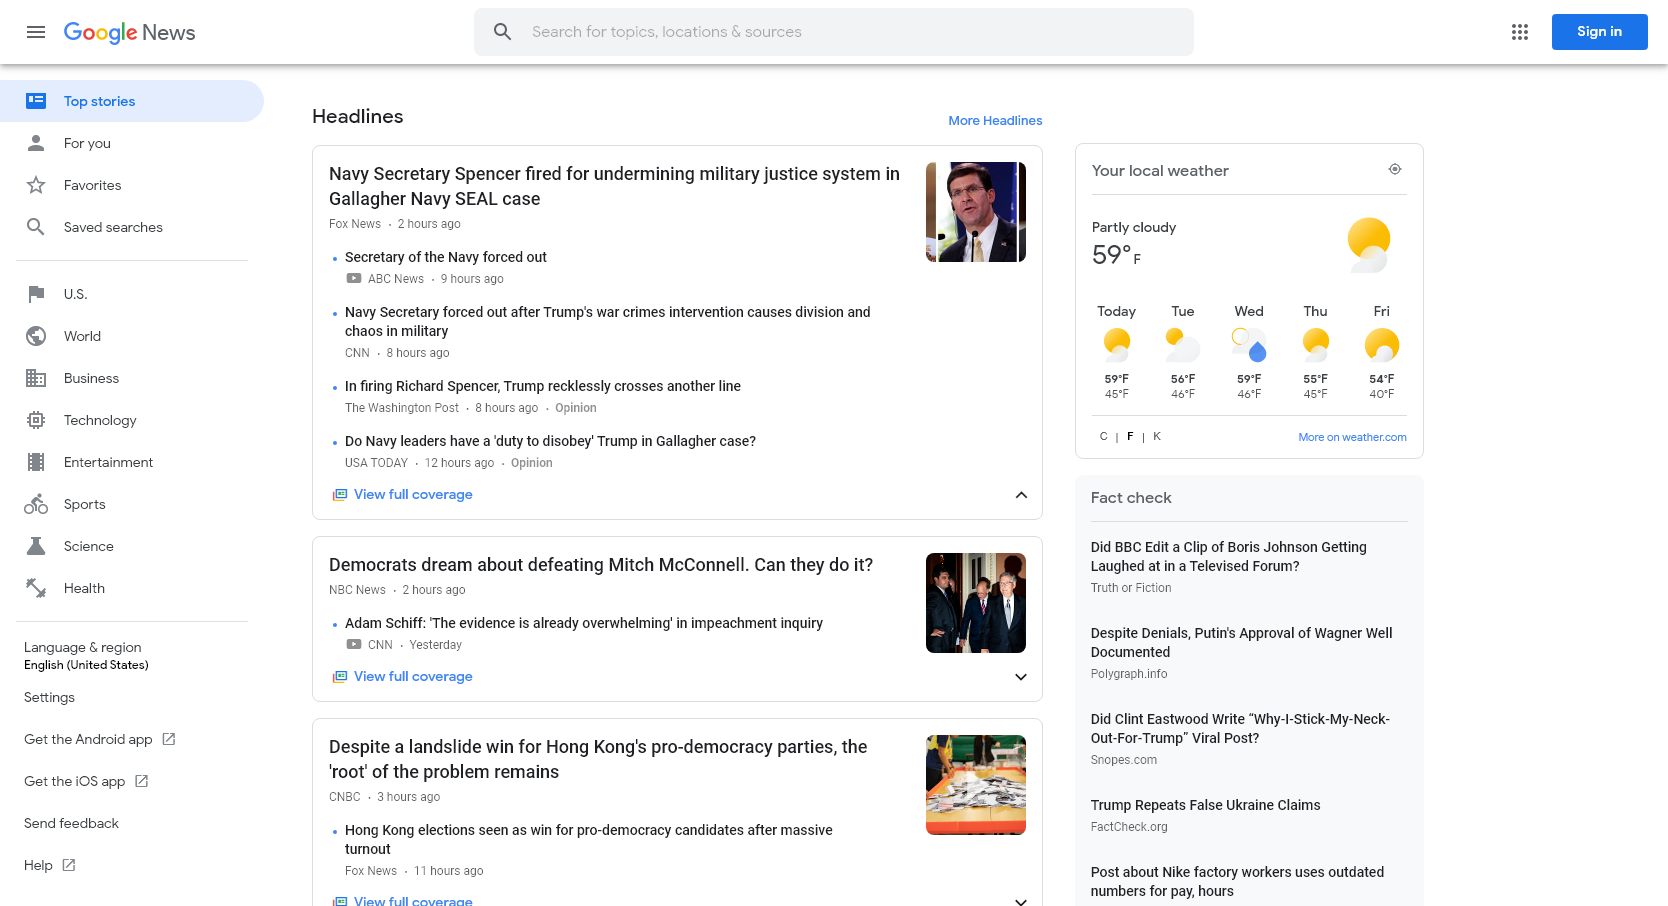 Google News
Search for topics, locations & sources
Sign in
Top stories
For you
Favorites
Saved searches
U.S.
World
Business
Technology
Entertainment
Sports
Science
Health
Language & region
English (United States)
Settings
Get the Android app
Get the iOS app
Send feedback
Help
Headlines
More Headlines
Navy Secretary Spencer fired for undermining military justice system in
Gallagher Navy SEAL case
Fox News · 2 hours ago
Secretary of the Navy forced out
ABC News · 9 hours ago
Navy Secretary forced out after Trump's war crimes intervention causes division and
chaos in military
CNN · 8 hours ago
In firing Richard Spencer, Trump recklessly crosses another line
The Washington Post · 8 hours ago · Opinion
Do Navy leaders have a 'duty to disobey' Trump in Gallagher case?
USA TODAY · 12 hours ago · Opinion
View full coverage
Democrats dream about defeating Mitch McConnell. Can they do it?
NBC News · 2 hours ago
Adam Schiff: 'The evidence is already overwhelming' in impeachment inquiry
CNN · Yesterday
View full coverage
Despite a landslide win for Hong Kong's pro-democracy parties, the
'root' of the problem remains
CNBC · 3 hours ago
Hong Kong elections seen as win for pro-democracy candidates after massive
turnout
Fox News · 11 hours ago
View full coverage
Your local weather
Partly cloudy
59°F
Today Tue Wed Thu Fri
59°F 56°F 59°F 55°F 54°F
45°F 46°F 46°F 45°F 40°F
C | F | K
More on weather.com
Fact check
Did BBC Edit a Clip of Boris Johnson Getting
Laughed at in a Televised Forum?
Truth or Fiction
Despite Denials, Putin's Approval of Wagner Well
Documented
Polygraph.info
Did Clint Eastwood Write “Why-I-Stick-My-Neck-
Out-For-Trump” Viral Post?
Snopes.com
Trump Repeats False Ukraine Claims
FactCheck.org
Post about Nike factory workers uses outdated
numbers for pay, hours